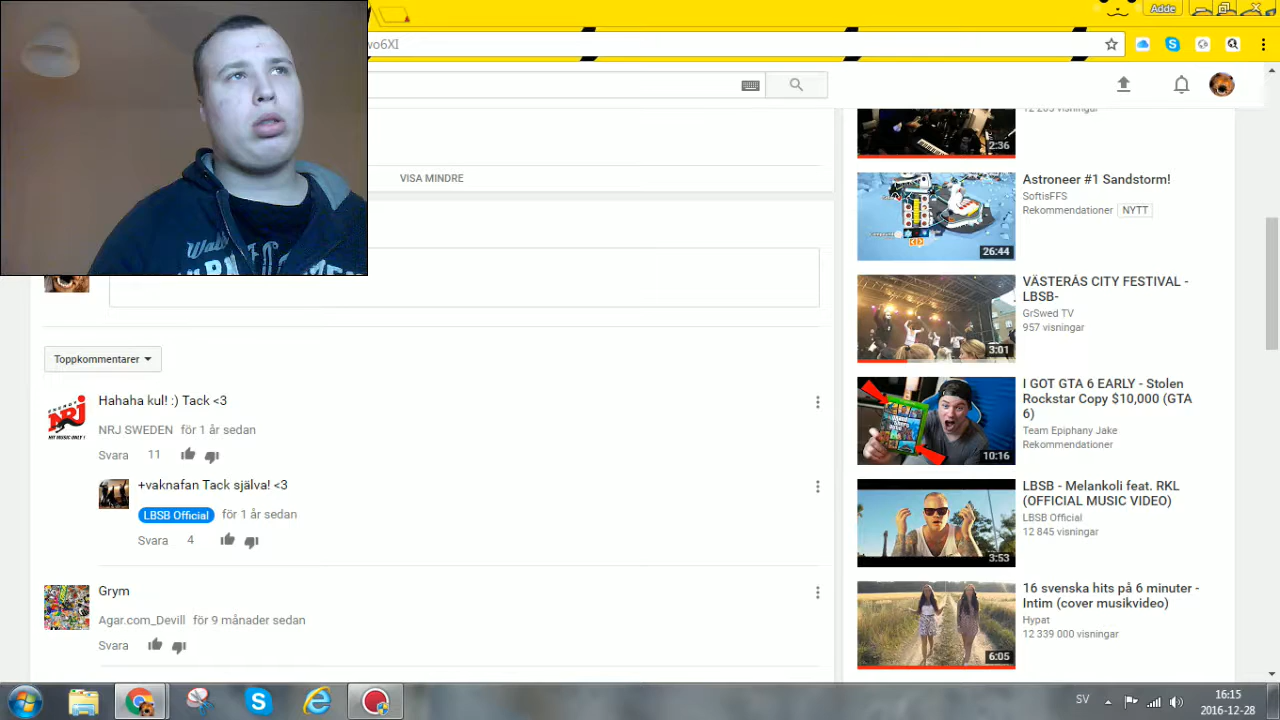 Adde
wo6XI
VISA MINDRE
Toppkommentarer
Hahaha kul! :) Tack <3
NRJ SWEDEN för 1 år sedan
Svara 11
NRJ
HIT MUSIC ONLY !
+vaknafan Tack själva! <3
LBSB Official för 1 år sedan
Svara 4
Grym
Agar.com_Devill för 9 månader sedan
Svara
2:36
Astroneer #1 Sandstorm!
SoftisFFS
Rekommendationer NYTT
26:44
VÄSTERÅS CITY FESTIVAL -
LBSB-
GrSwed TV
957 visningar
3:01
I GOT GTA 6 EARLY - Stolen
Rockstar Copy $10,000 (GTA
6)
Team Epiphany Jake
Rekommendationer
10:16
LBSB - Melankoli feat. RKL
(OFFICIAL MUSIC VIDEO)
LBSB Official
12 845 visningar
3:53
16 svenska hits på 6 minuter -
Intim (cover musikvideo)
Hypat
12 339 000 visningar
6:05
SV
16:15
2016-12-28